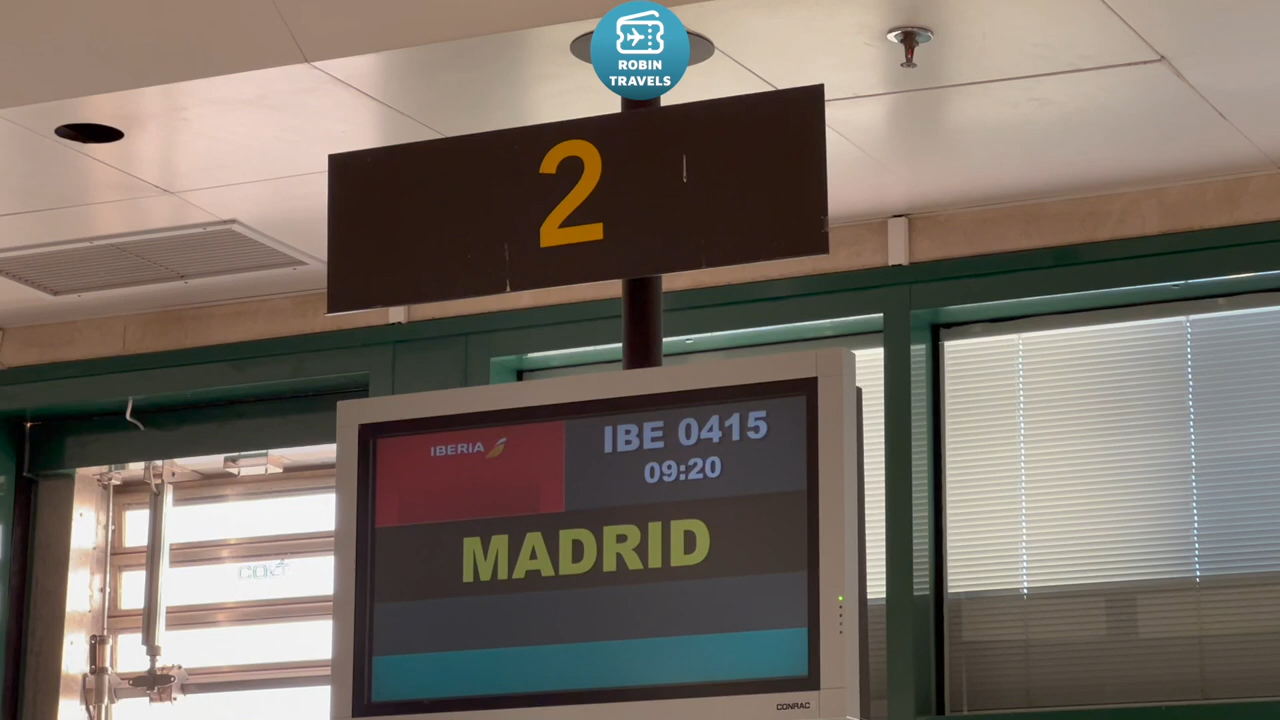 ROBIN
TRAVELS
2
IBERIA
IBE 0415
09:20
MADRID
CONRAC